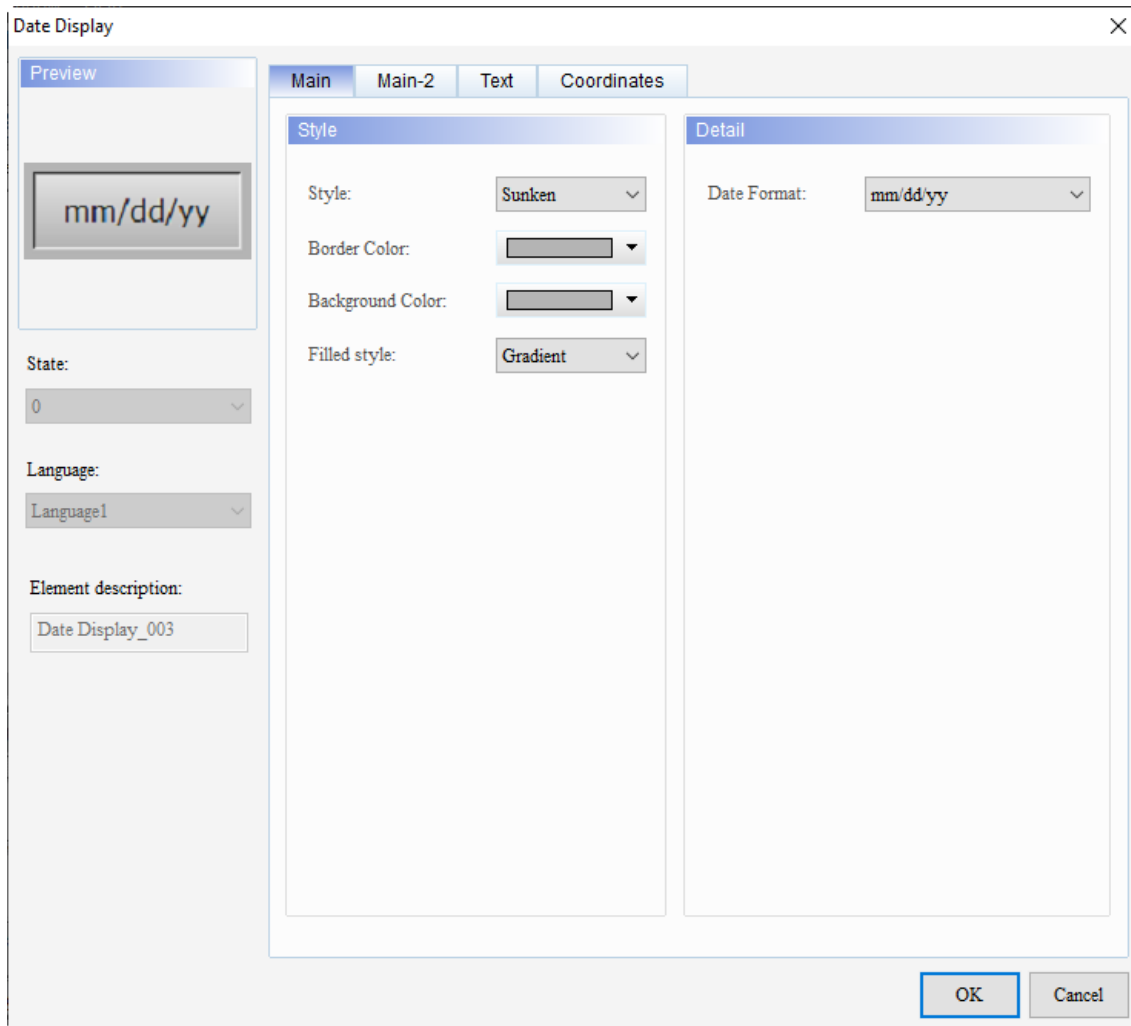 Date Display
Preview
mm/dd/yy
State:
0
Language:
Language1
Element description:
Date Display_003
Main
Main-2
Text
Coordinates
Style
Style:
Sunken
Border Color:
Background Color:
Filled style:
Gradient
Detail
Date Format:
mm/dd/yy
OK
Cancel